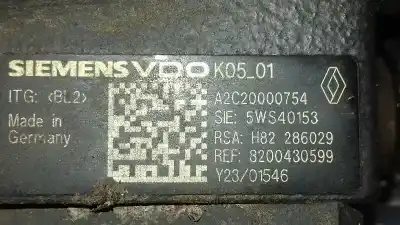 SIEMENS VDO K05_01
ITG: <BL2>
Made in
Germany
A2C20000754
SIE: 5WS40153
RSA: H82 286029
REF: 8200430599
Y23/01546